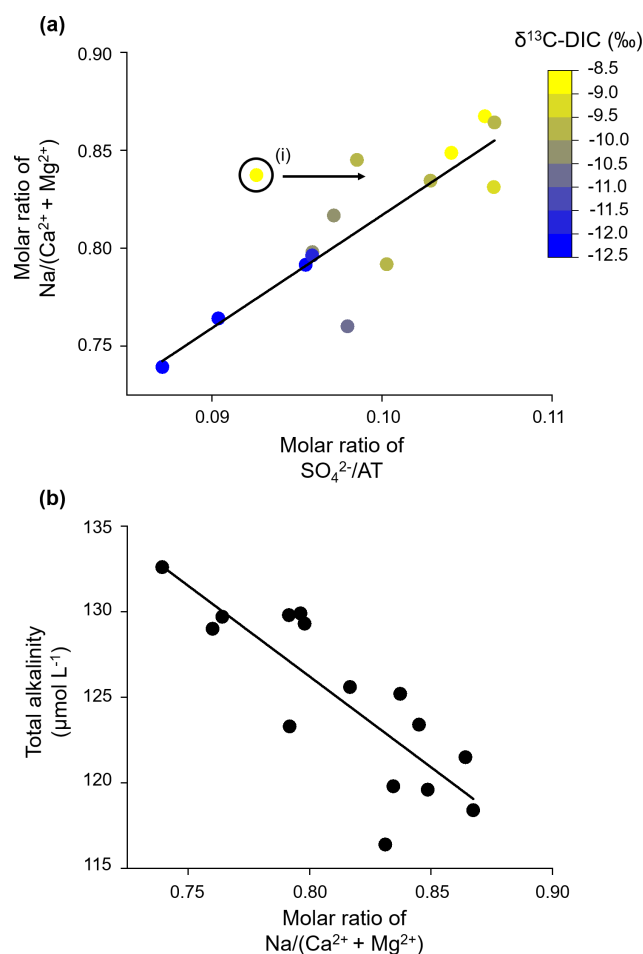 (a)
δ¹³C-DIC (‰)
0.90
0.85
0.80
0.75
Molar ratio of
Na/(Ca²⁺ + Mg²⁺)
(i)
-8.5
-9.0
-9.5
-10.0
-10.5
-11.0
-11.5
-12.0
-12.5
0.09 0.10 0.11
Molar ratio of
SO₄²⁻/AT
(b)
135
130
125
120
115
Total alkalinity
(µmol L⁻¹)
0.75 0.80 0.85 0.90
Molar ratio of
Na/(Ca²⁺ + Mg²⁺)